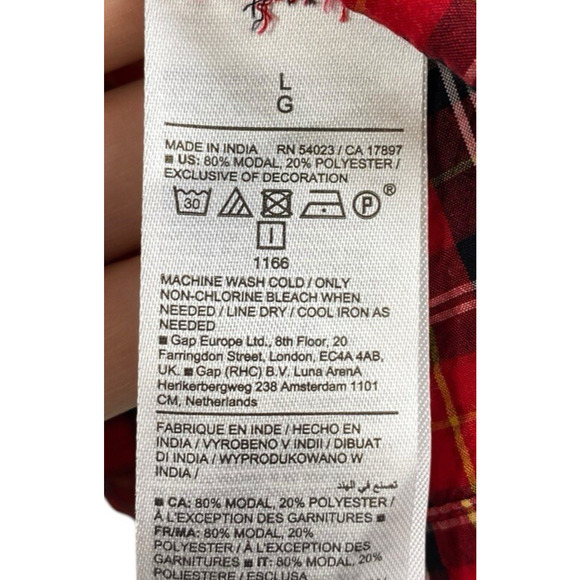 L
G
MADE IN INDIA RN 54023 / CA 17897
■ US: 80% MODAL, 20% POLYESTER /
EXCLUSIVE OF DECORATION
30 P ®
1166
MACHINE WASH COLD / ONLY
NON-CHLORINE BLEACH WHEN
NEEDED / LINE DRY / COOL IRON AS
NEEDED
■ Gap Europe Ltd., 8th Floor, 20
Farringdon Street, London, EC4A 4AB,
UK. ■ Gap (RHC) B.V. Luna ArenA
Herikerbergweg 238 Amsterdam 1101
CM, Netherlands
FABRIQUE EN INDE / HECHO EN
INDIA / VYROBENO V INDII / DIBUAT
DI INDIA / WYPRODUKOWANO W
INDIA /
تصنع في الهند
■ CA: 80% MODAL, 20% POLYESTER /
À L'EXCEPTION DES GARNITURES ■
FR/MA: 80% MODAL, 20%
POLYESTER / À L'EXCEPTION DES
GARNITURES ■ IT: 80% MODAL, 20%
POLIESTERE / ESCLUSA